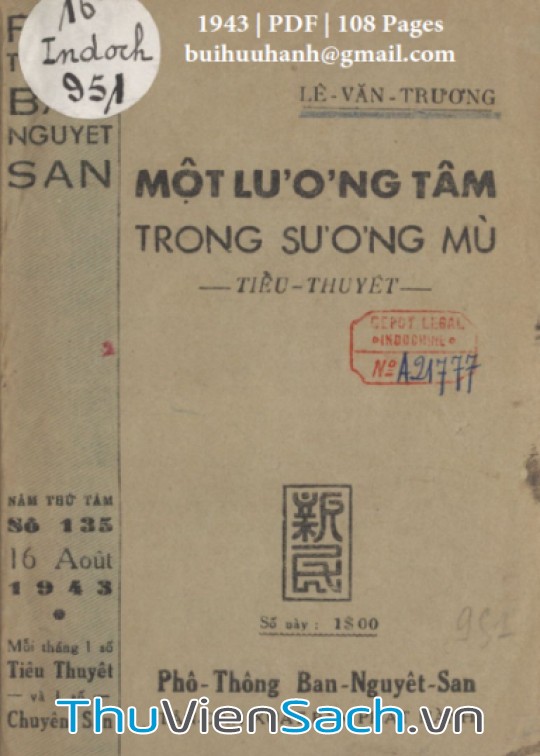 16
Indoch
951
1943 | PDF | 108 Pages
buihuuhanh@gmail.com
NGUYET
SAN
LÊ-VĂN-TRƯƠNG
MỘT LƯƠNG TÂM
TRONG SƯƠNG MÙ
— TIỂU-THUYẾT —
DEPOT LEGAL
INDOCHINE
No A21777
2
NĂM THỨ TÁM
Số 135
16 Août
1943
新民
Số này : 1$00
951
Mỗi tháng 1 số
Tiểu Thuyết
— và 1 số —
Chuyên San
Phổ-Thông Ban-Nguyệt-San
ThuVienSach.vn